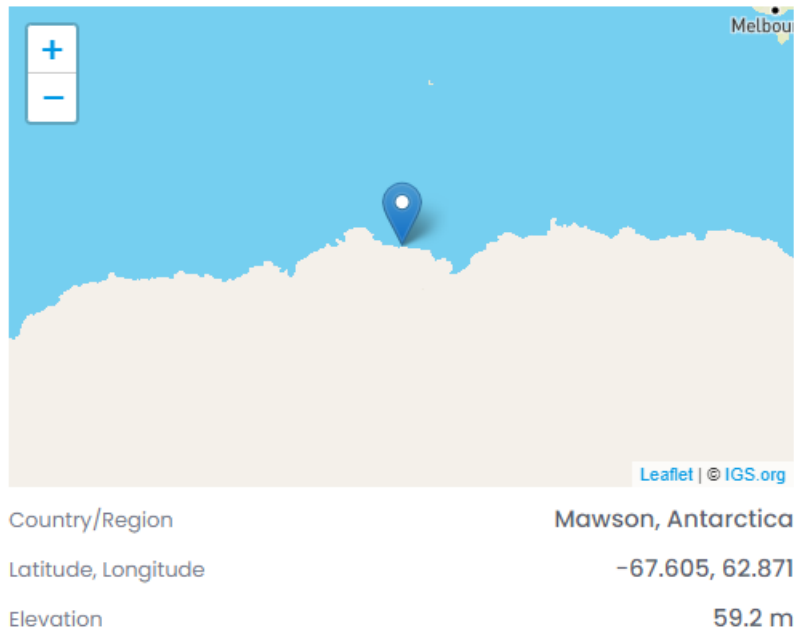 Melbou
+
−
Leaflet | © IGS.org
Country/Region Mawson, Antarctica
Latitude, Longitude -67.605, 62.871
Elevation 59.2 m